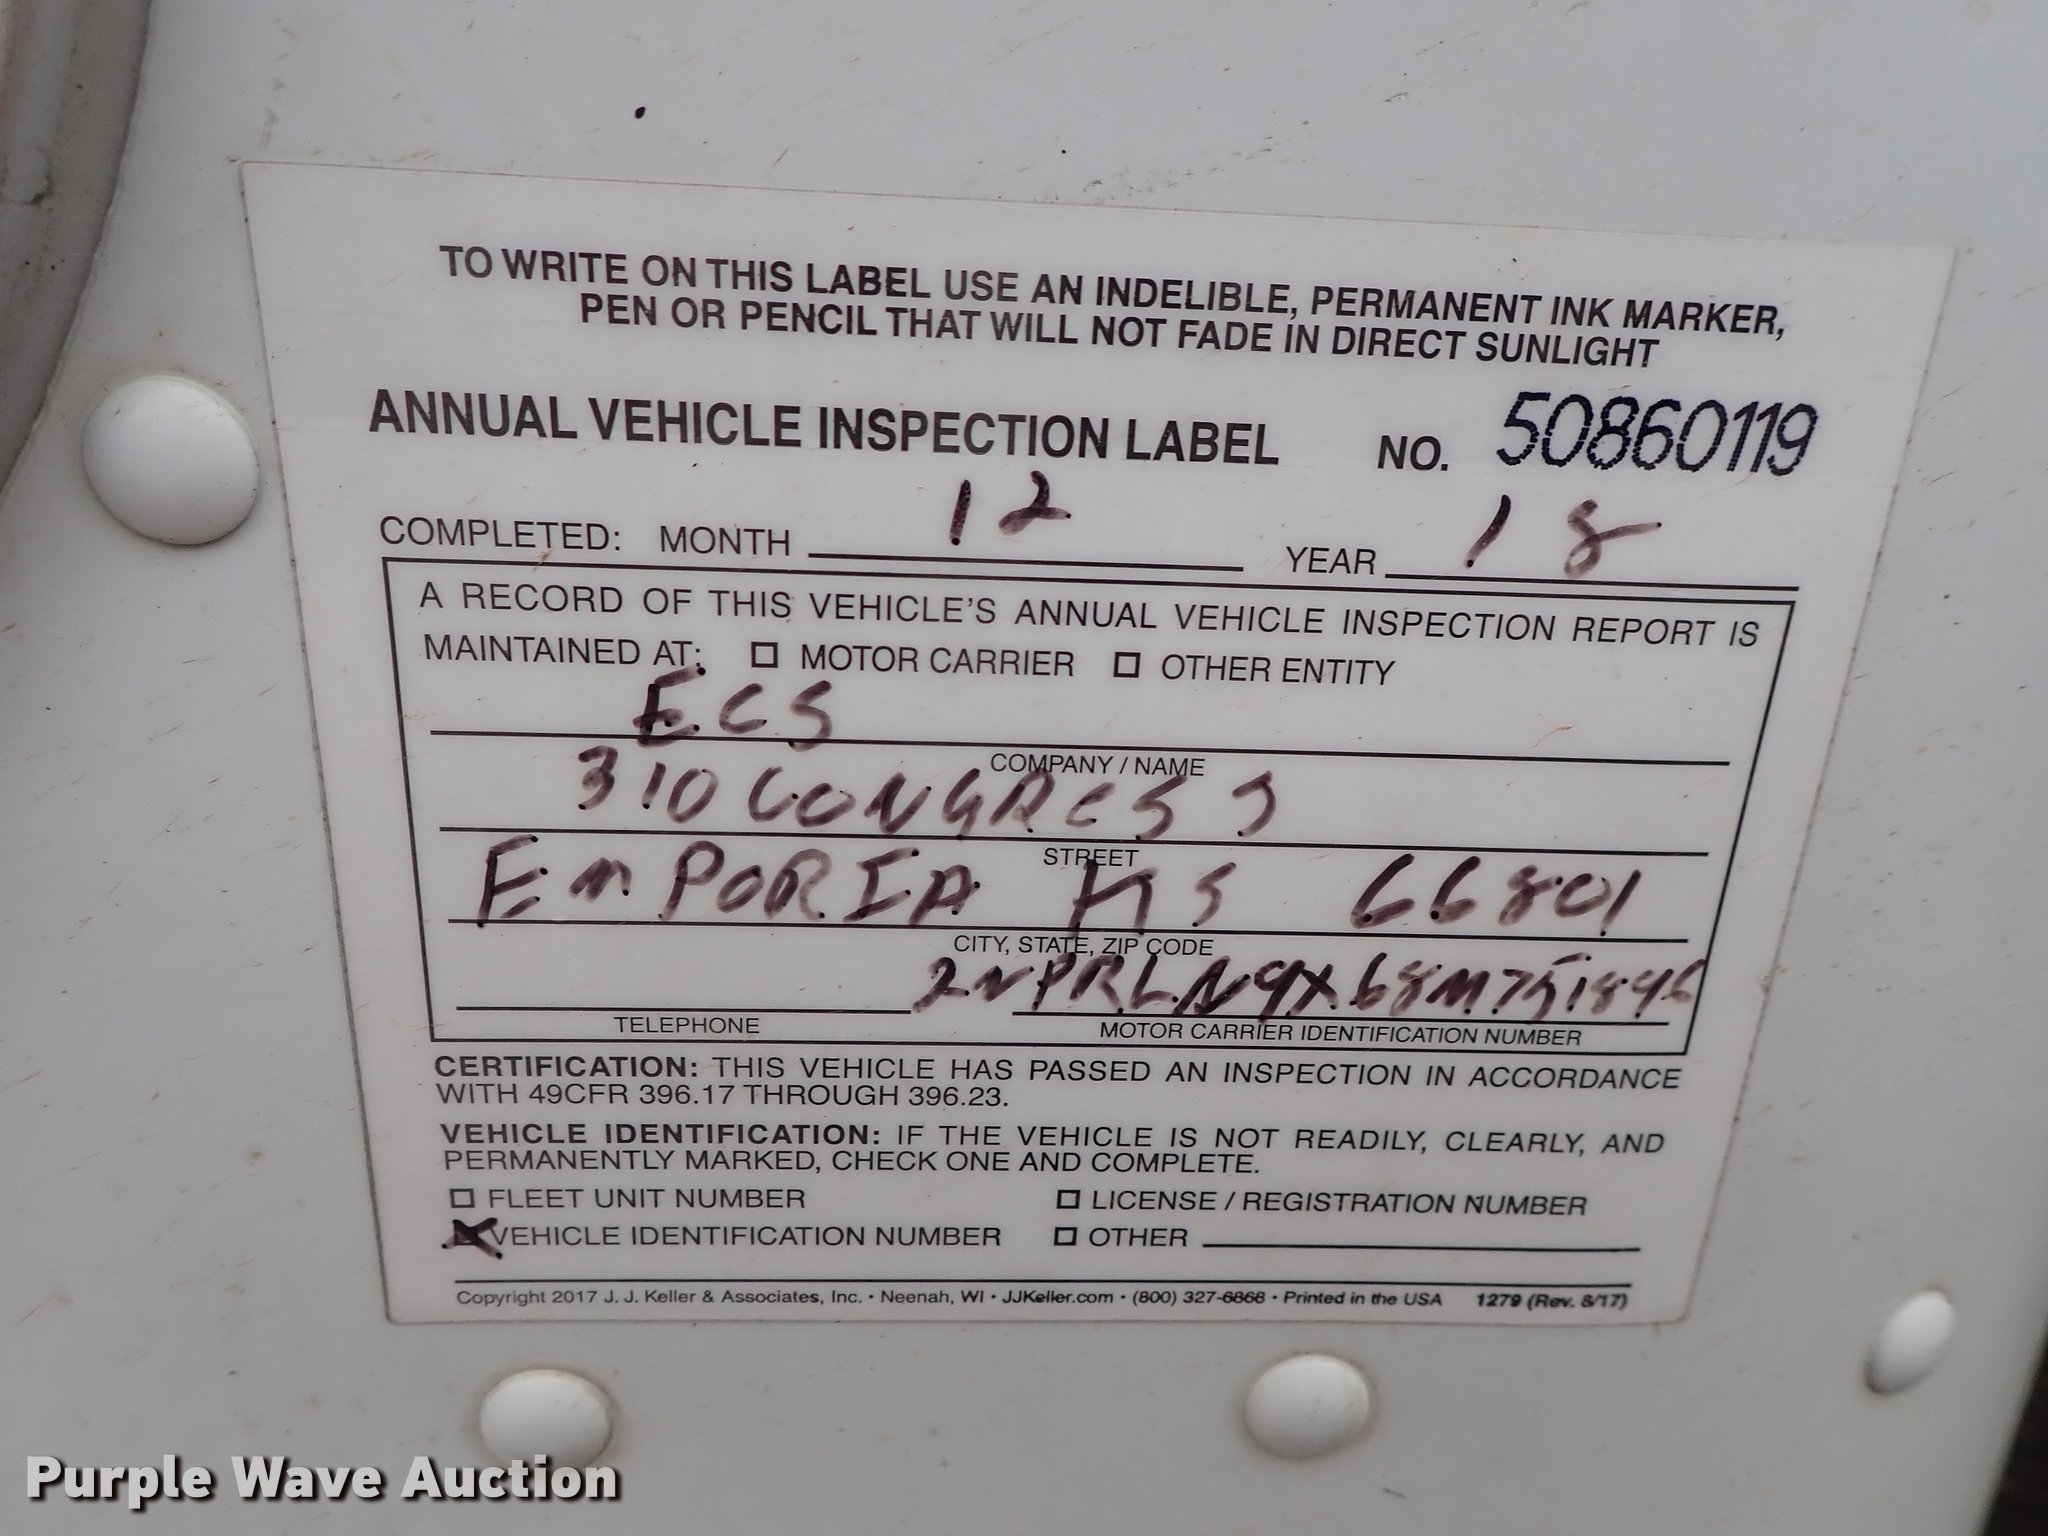 TO WRITE ON THIS LABEL USE AN INDELIBLE, PERMANENT INK MARKER,
PEN OR PENCIL THAT WILL NOT FADE IN DIRECT SUNLIGHT
ANNUAL VEHICLE INSPECTION LABEL NO. 50860119
COMPLETED: MONTH 12 YEAR 18
A RECORD OF THIS VEHICLE'S ANNUAL VEHICLE INSPECTION REPORT IS
MAINTAINED AT: ☐ MOTOR CARRIER ☐ OTHER ENTITY
ECS
COMPANY / NAME
310 CONGRESS
STREET
EmPORIA KS 66801
CITY, STATE, ZIP CODE
2NPRLN9X68M751846
TELEPHONE MOTOR CARRIER IDENTIFICATION NUMBER
CERTIFICATION: THIS VEHICLE HAS PASSED AN INSPECTION IN ACCORDANCE
WITH 49CFR 396.17 THROUGH 396.23.
VEHICLE IDENTIFICATION: IF THE VEHICLE IS NOT READILY, CLEARLY, AND
PERMANENTLY MARKED, CHECK ONE AND COMPLETE.
☐ FLEET UNIT NUMBER ☐ LICENSE / REGISTRATION NUMBER
☒ VEHICLE IDENTIFICATION NUMBER ☐ OTHER
Copyright 2017 J. J. Keller & Associates, Inc. • Neenah, WI • JJKeller.com • (800) 327-6868 • Printed in the USA 1279 (Rev. 8/17)
Purple Wave Auction